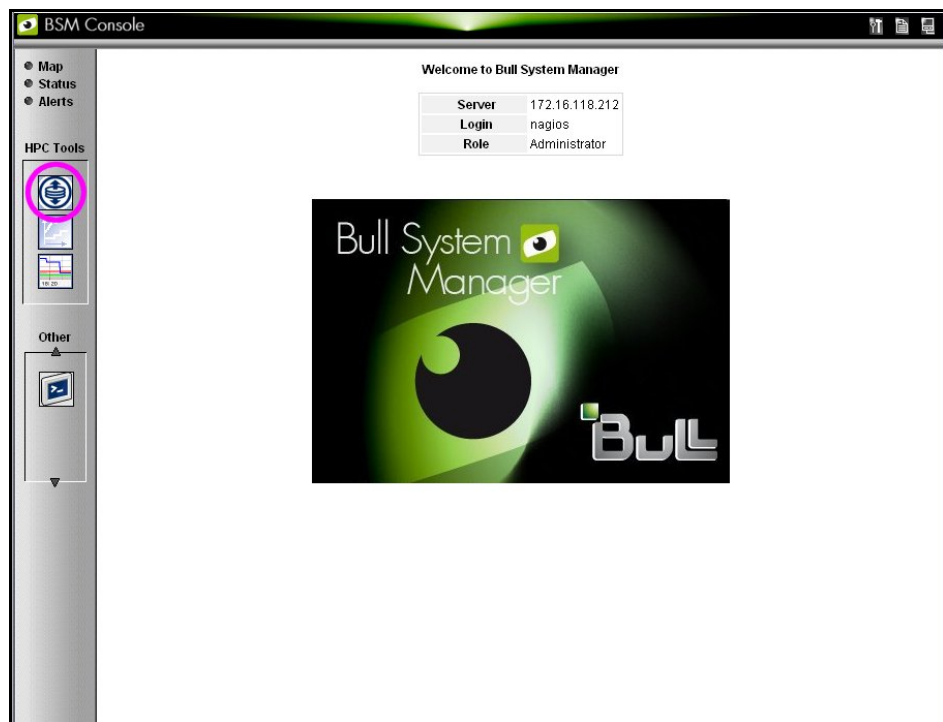 BSM Console
Map
Status
Alerts
HPC Tools
Other
Welcome to Bull System Manager
Server 172.16.118.212
Login nagios
Role Administrator
Bull System
Manager
Bull